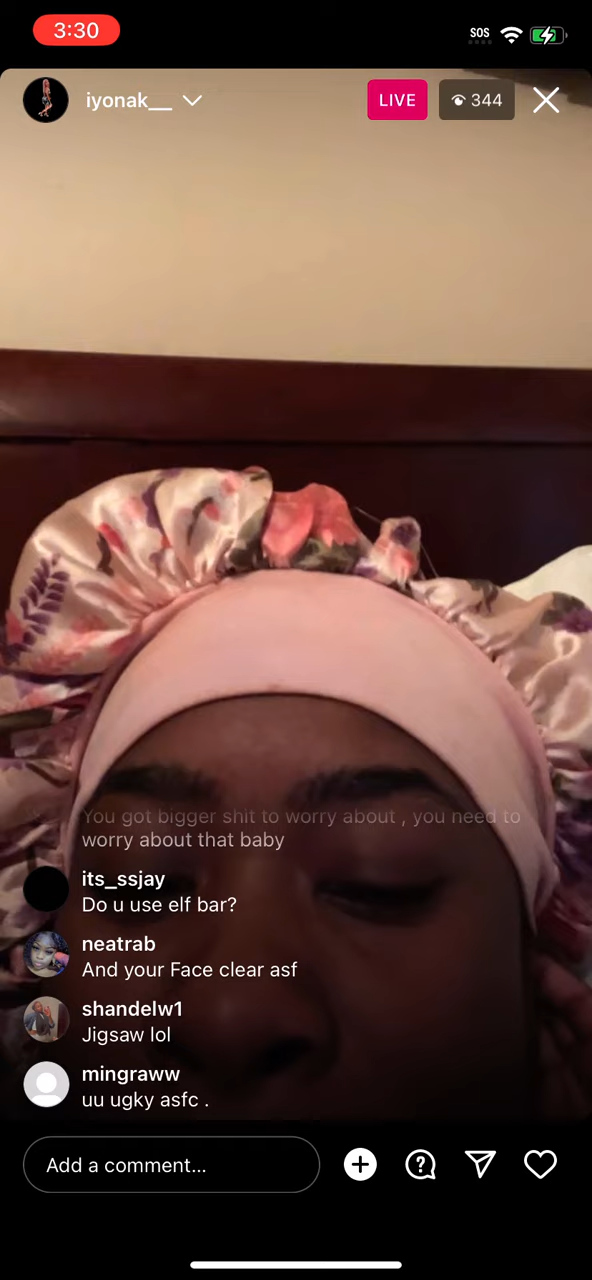 3:30
SOS
iyonak__
LIVE
344
You got bigger shit to worry about , you need to
worry about that baby
its_ssjay
Do u use elf bar?
neatrab
And your Face clear asf
shandelw1
Jigsaw lol
mingraww
uu ugky asfc .
Add a comment...